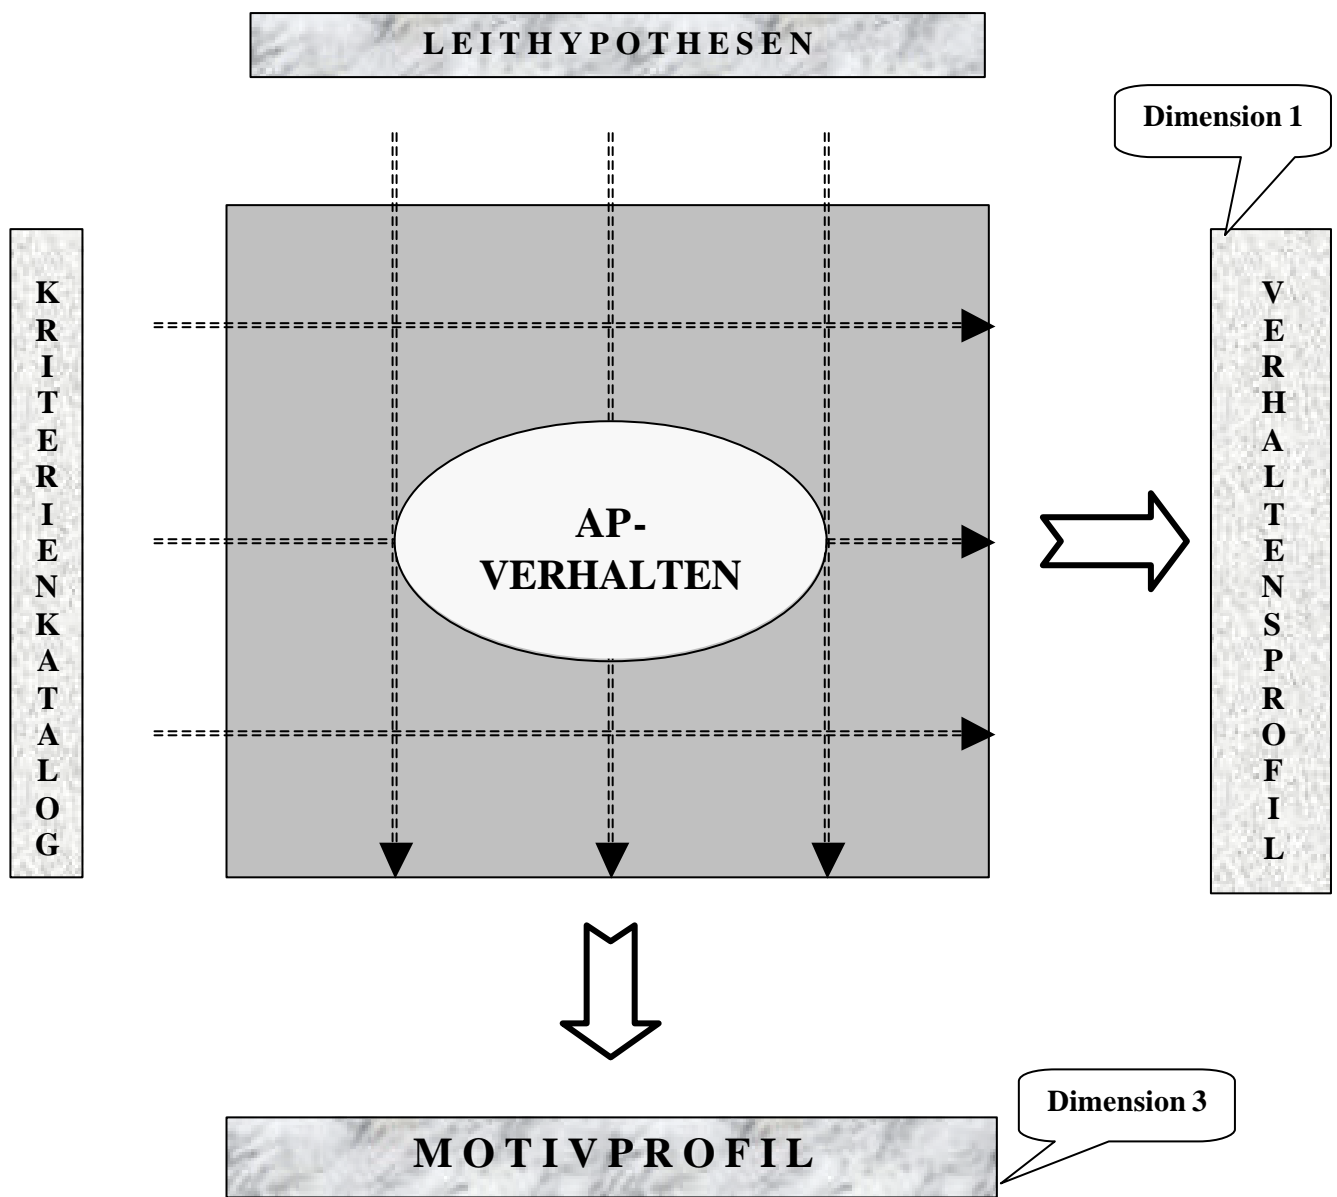 LEITHYPOTHESEN
Dimension 1
KRITERIENKATALOG
AP-
VERHALTEN
VERHALTENSPROFIL
Dimension 3
MOTIVPROFIL